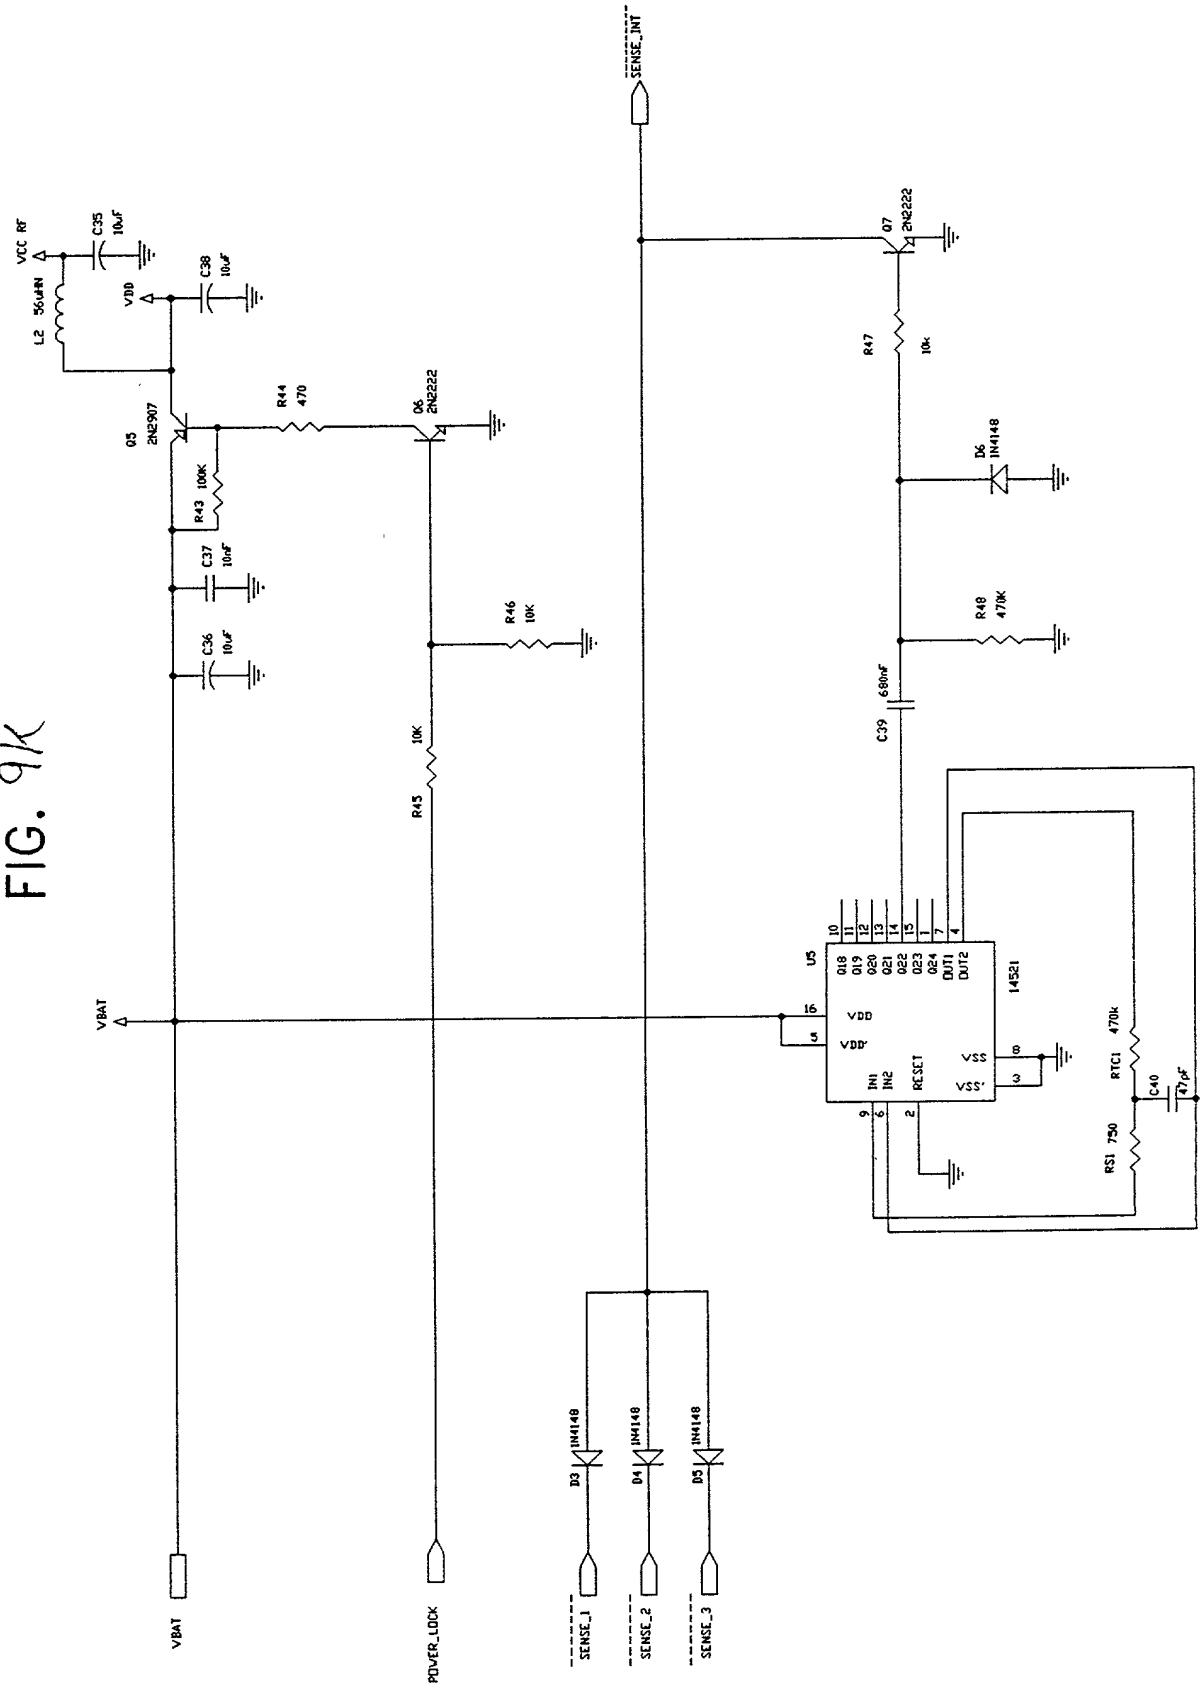 FIG. 9K
VCC RF
L2 56uHN
C35
10uF
VDD
C38
10uF
Q5
2N2907
R43 100K
R44
470
Q6
2N2222
C37
10nF
C36
10uF
R46
10K
R45 10K
VBAT
VBAT
POWER_LOCK
SENSE_INT
Q7
2N2222
R47
10k
D6
1N4148
R48
470K
C39 680nF
U5
14521
10 Q18
11 Q19
12 Q20
13 Q21
14 Q22
15 Q23
1 Q24
7 OUT1
4 OUT2
16 VDD
5 VDD'
9 IN1
6 IN2
2 RESET
VSS 8
VSS' 3
RTC1 470k
C40
47pF
RS1 750
D3 1N4148
D4 1N4148
D5 1N4148
SENSE_1
SENSE_2
SENSE_3